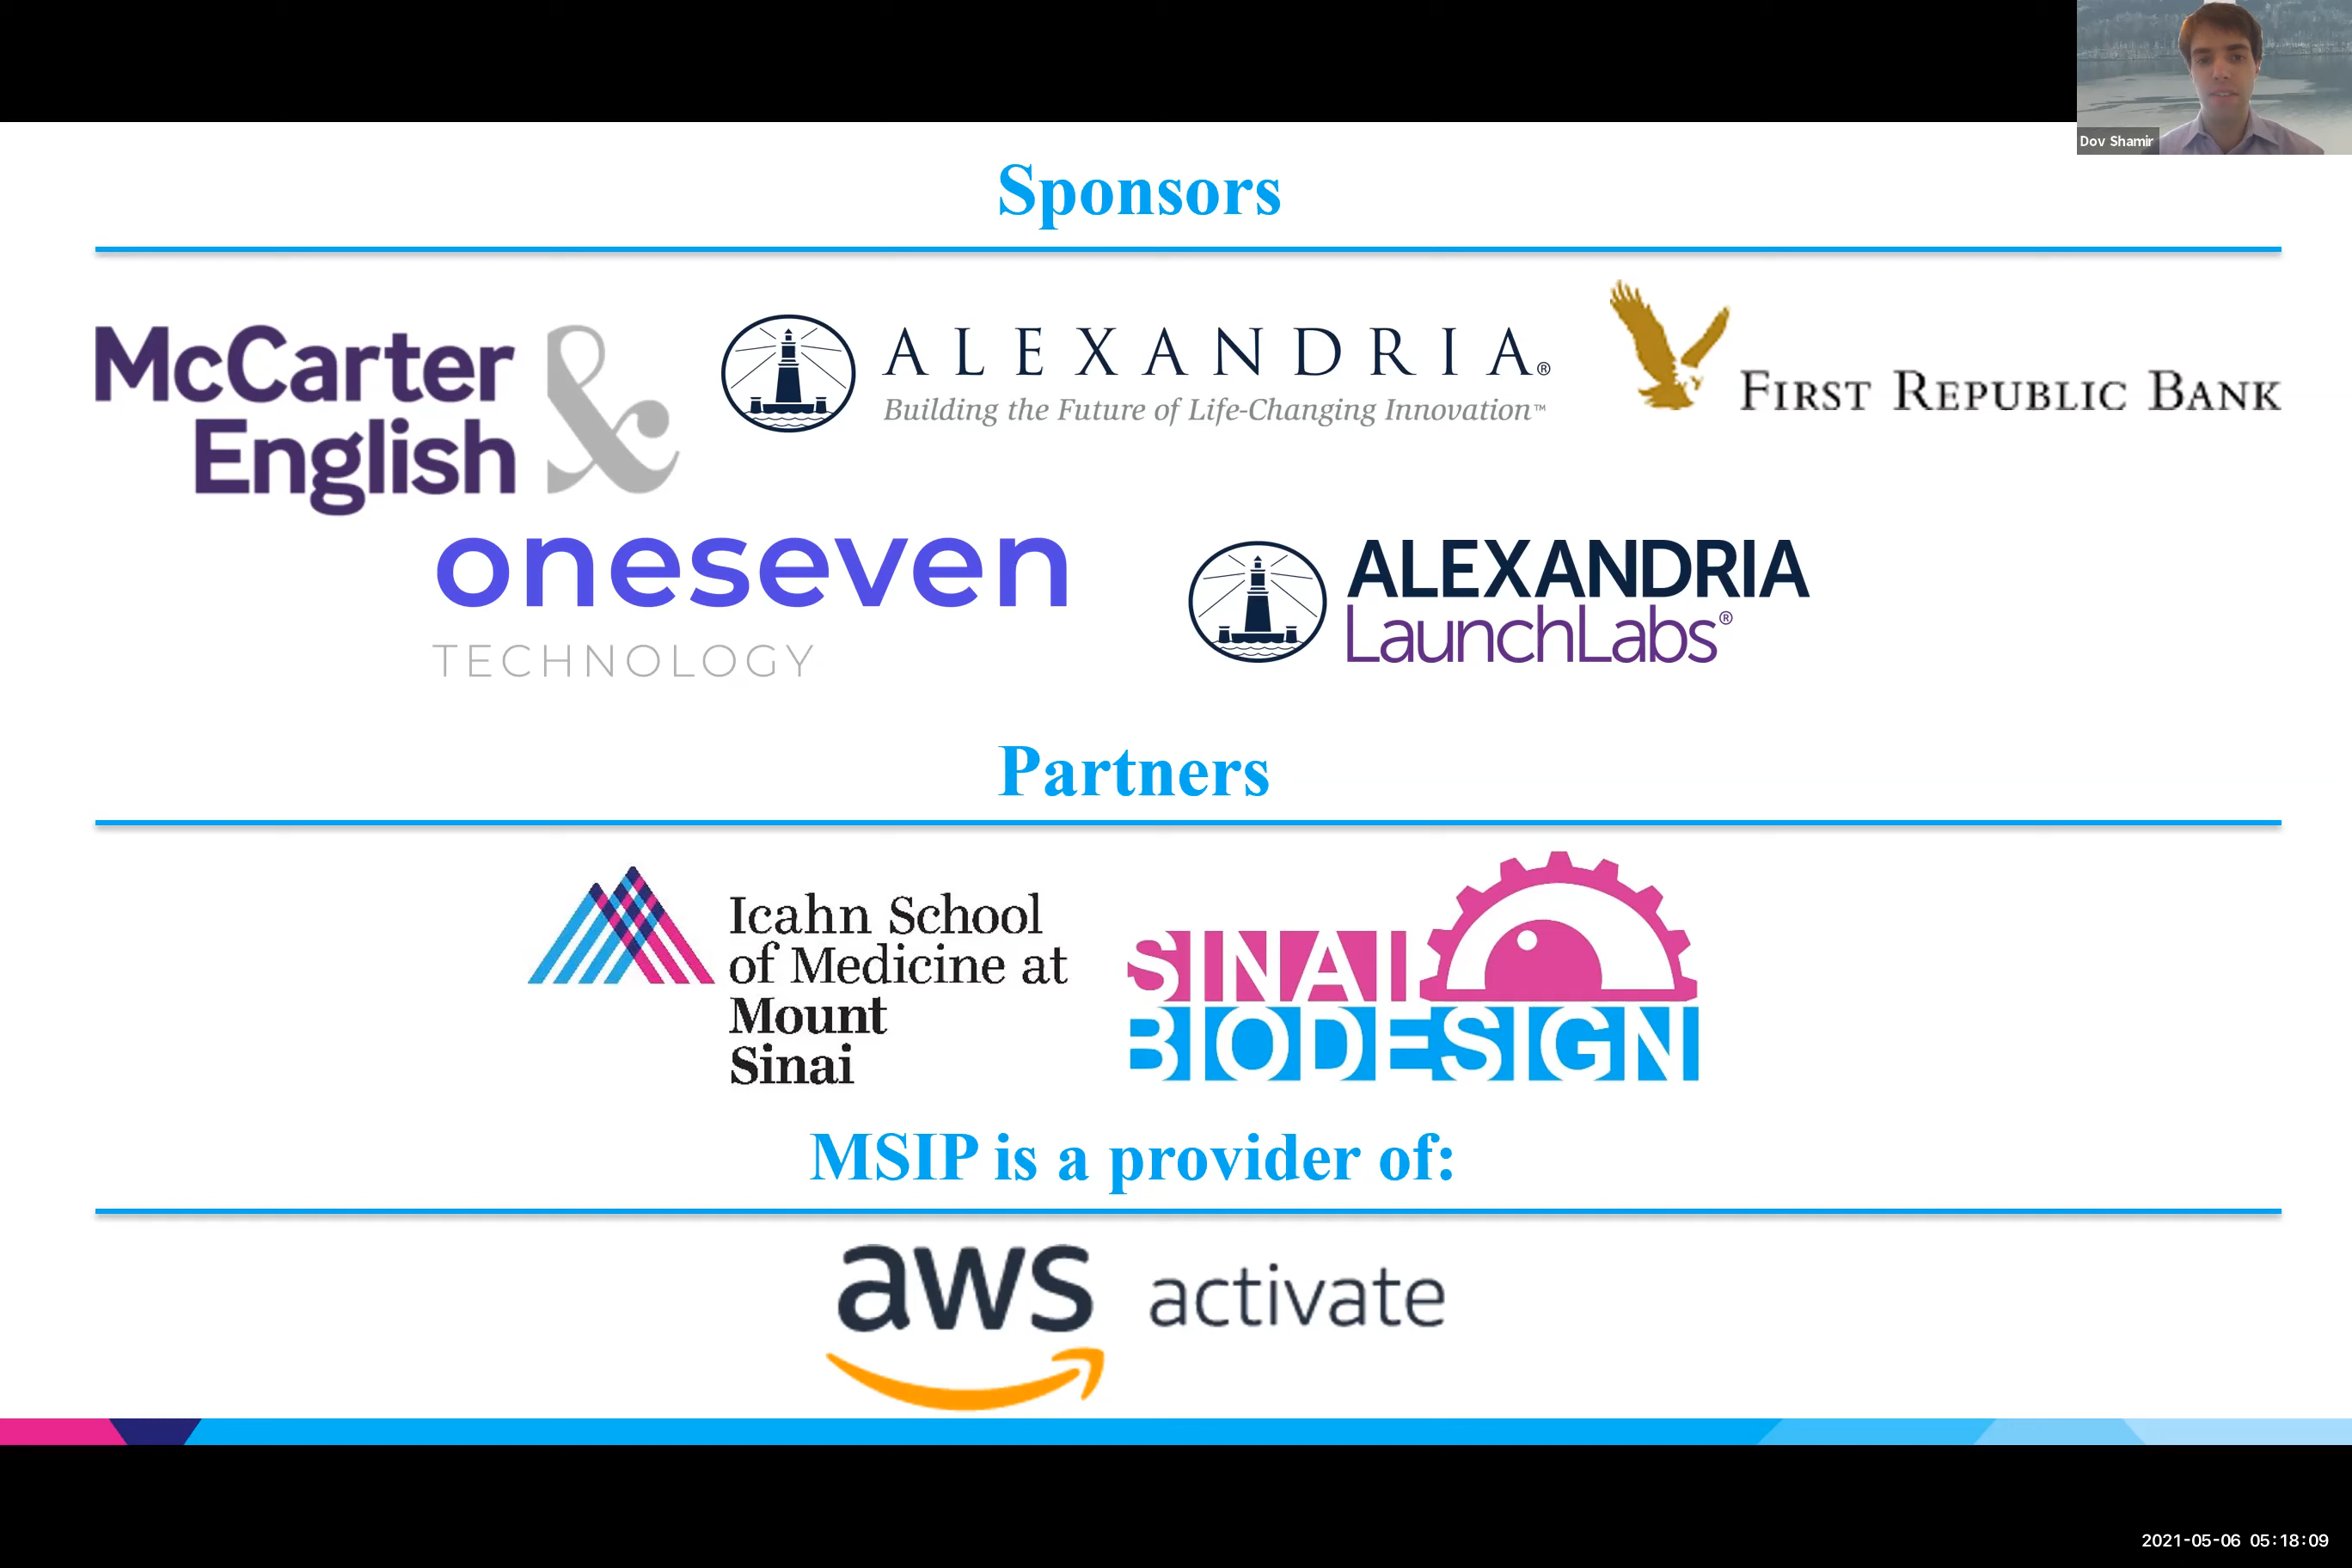 Dov Shamir
Sponsors
McCarter &
English
ALEXANDRIA®
Building the Future of Life-Changing Innovation™
FIRST REPUBLIC BANK
oneseven
TECHNOLOGY
ALEXANDRIA
LaunchLabs®
Partners
Icahn School
of Medicine at
Mount
Sinai
SINAI
BIODESIGN
MSIP is a provider of:
aws activate
2021-05-06 05:18:09